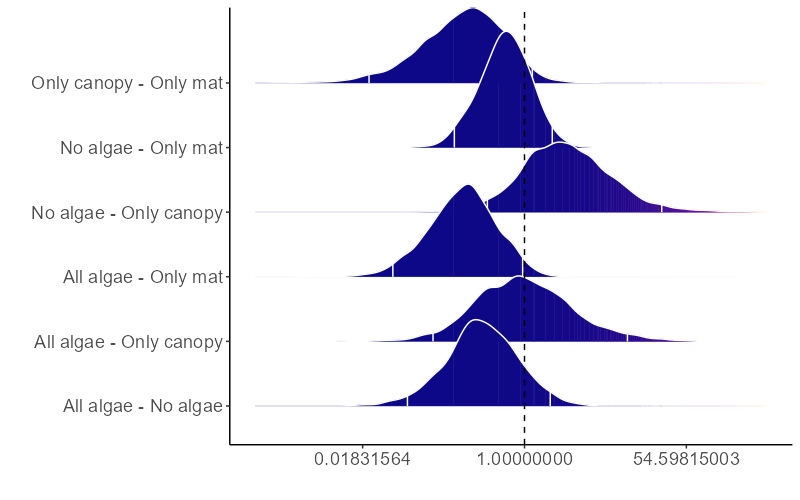 Only canopy - Only mat
No algae - Only mat
No algae - Only canopy
All algae - Only mat
All algae - Only canopy
All algae - No algae
0.01831564 1.00000000 54.59815003